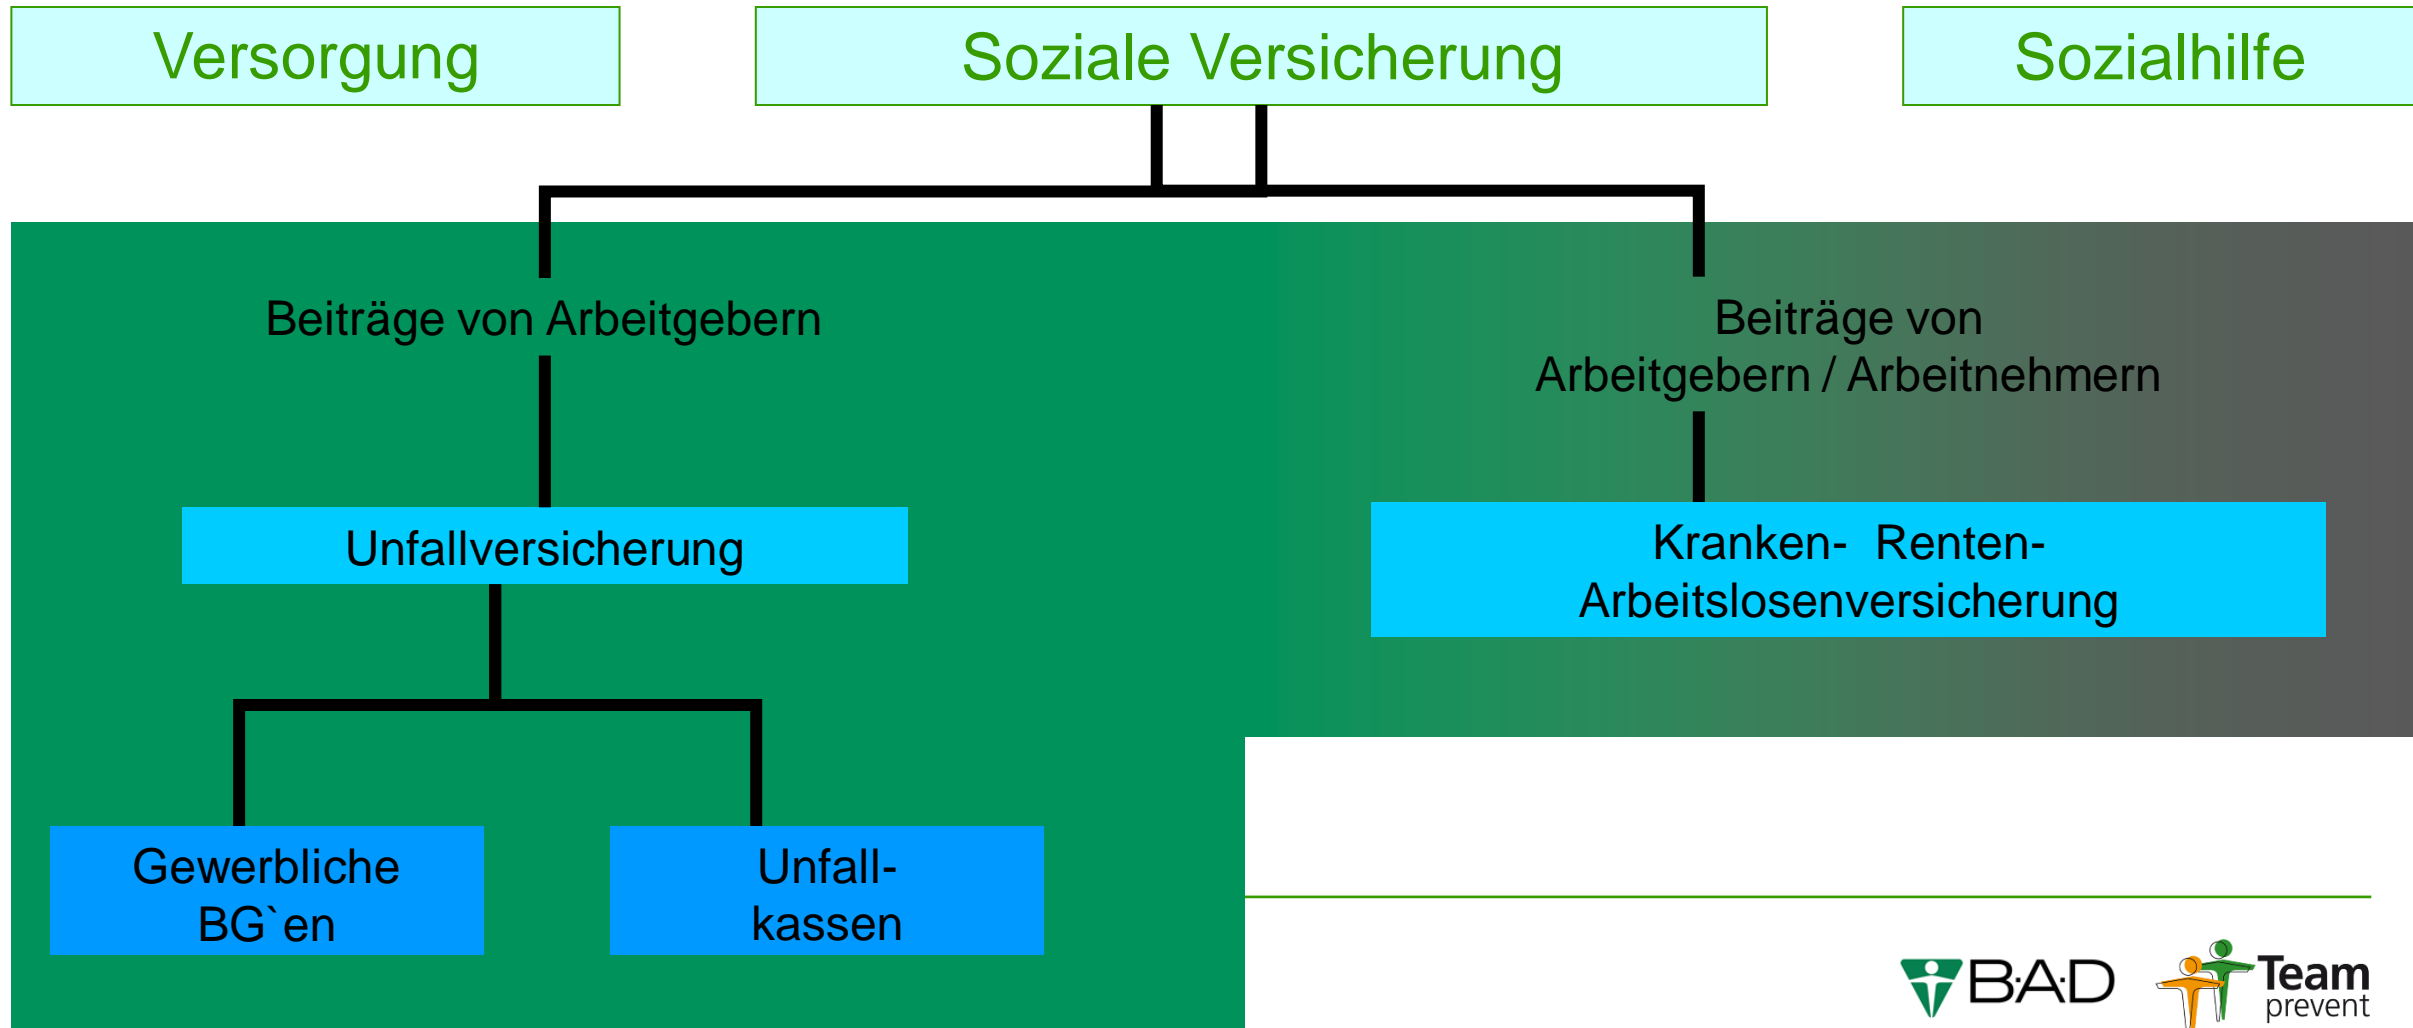 Versorgung
Soziale Versicherung
Sozialhilfe
Beiträge von Arbeitgebern
Beiträge von
Arbeitgebern / Arbeitnehmern
Unfallversicherung
Kranken- Renten-
Arbeitslosenversicherung
Gewerbliche
BG`en
Unfall-
kassen
B·A·D
Team
prevent